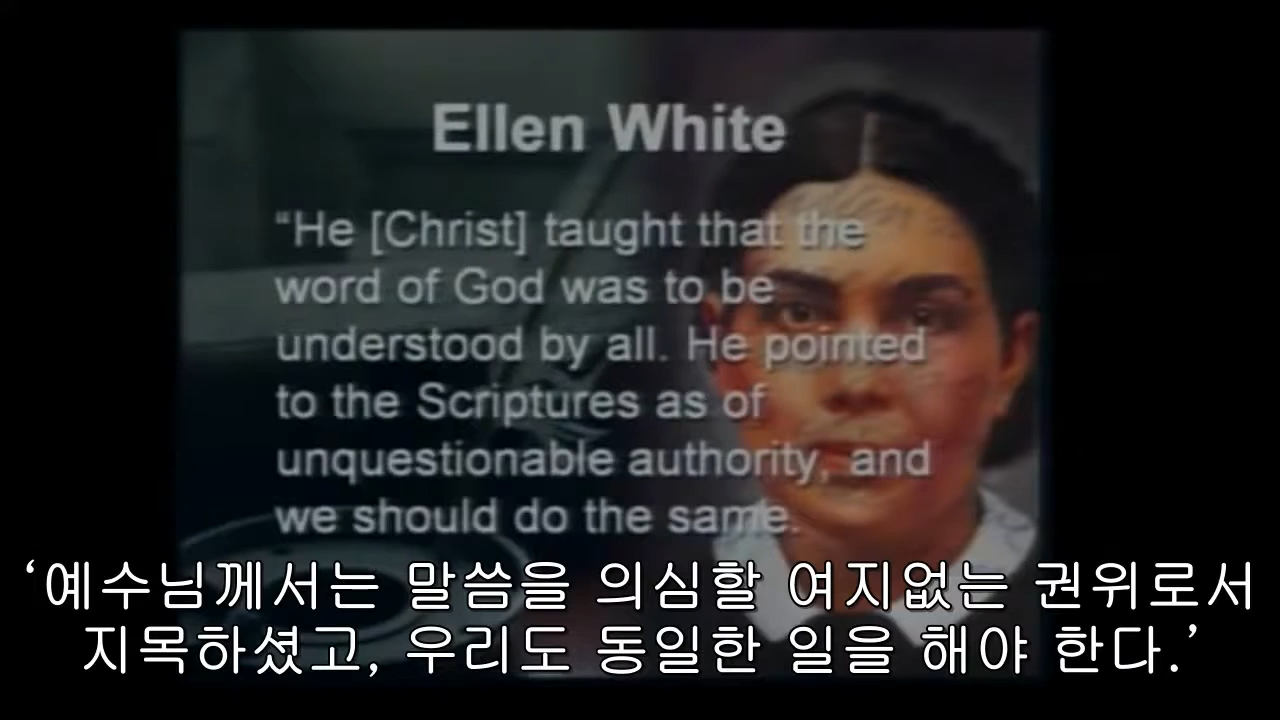 Ellen White
“He [Christ] taught that the
word of God was to be
understood by all. He pointed
to the Scriptures as of
unquestionable authority, and
we should do the same.
‘예수님께서는 말씀을 의심할 여지없는 권위로서
지목하셨고, 우리도 동일한 일을 해야 한다.’